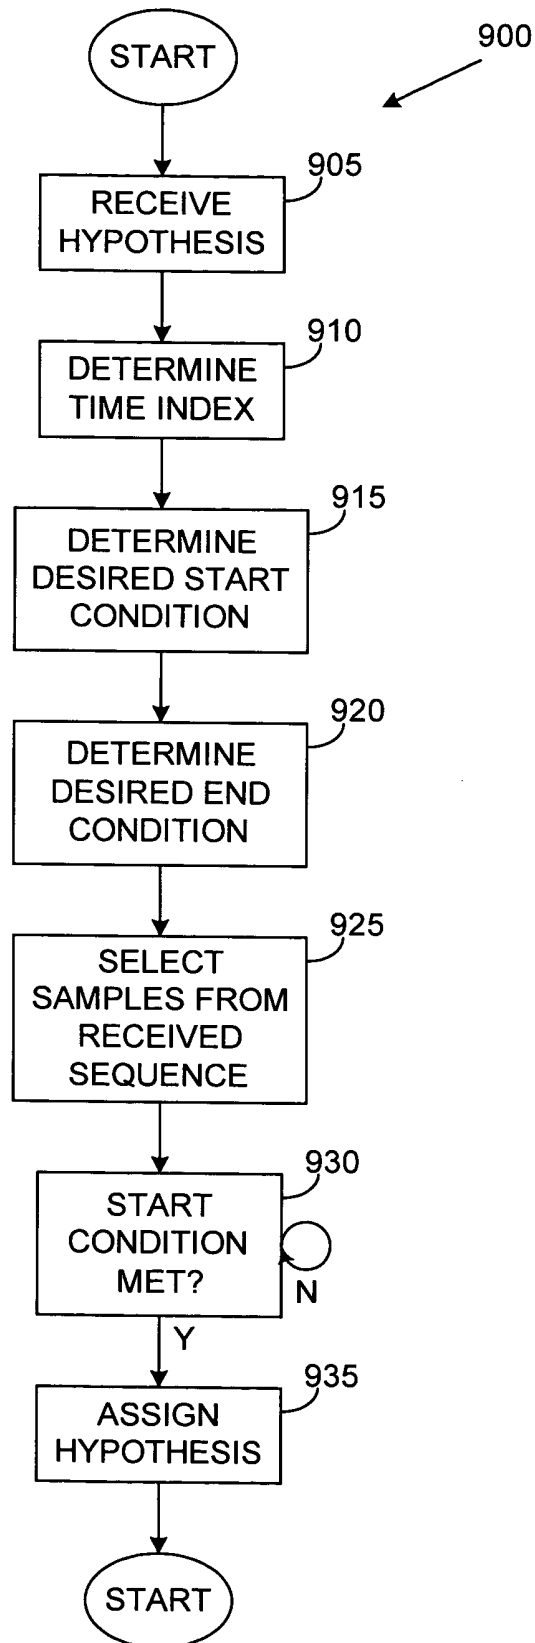 START
900
905
RECEIVE
HYPOTHESIS
910
DETERMINE
TIME INDEX
915
DETERMINE
DESIRED START
CONDITION
920
DETERMINE
DESIRED END
CONDITION
925
SELECT
SAMPLES FROM
RECEIVED
SEQUENCE
930
START
CONDITION
MET?
N
Y
935
ASSIGN
HYPOTHESIS
START